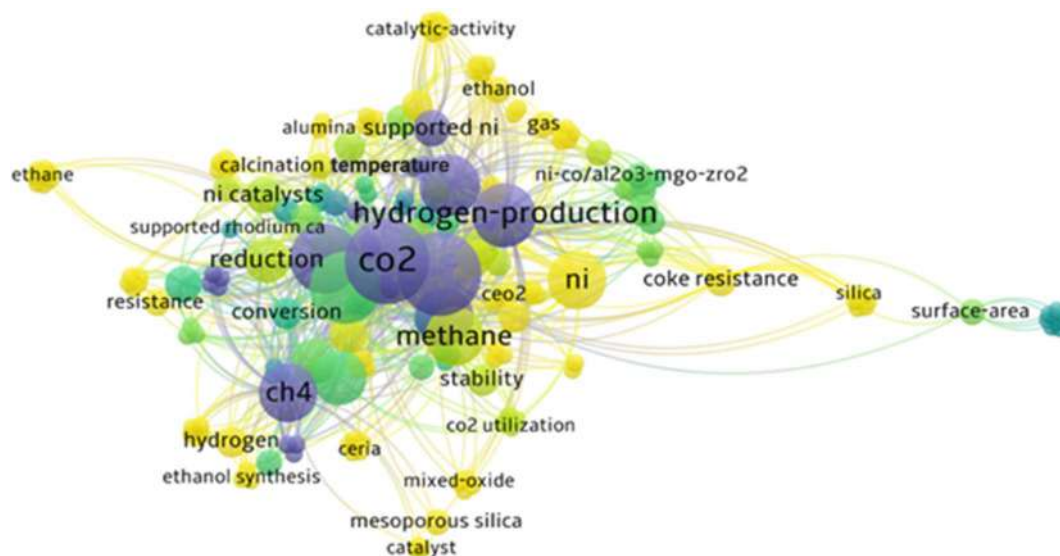 catalytic-activity
ethanol
alumina
supported ni
gas
calcination temperature
ethane
ni catalysts
ni-co/al2o3-mgo-zro2
hydrogen-production
supported rhodium ca
reduction
co2
ni
coke resistance
ceo2
silica
resistance
conversion
surface-area
methane
stability
ch4
co2 utilization
hydrogen
ceria
ethanol synthesis
mixed-oxide
mesoporous silica
catalyst